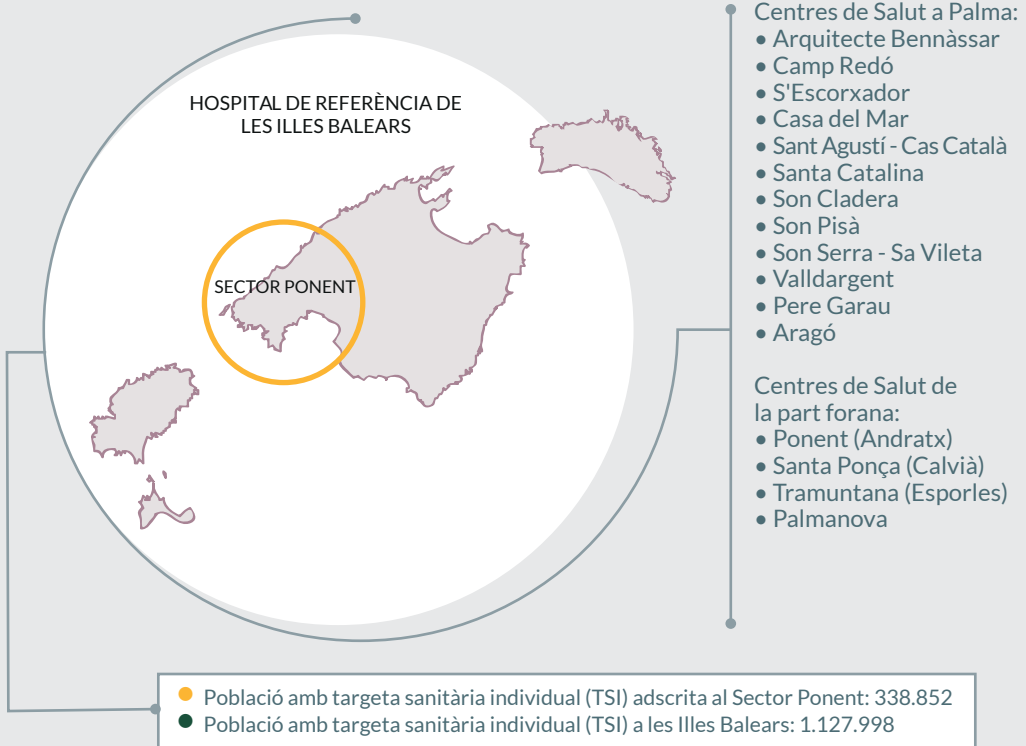 HOSPITAL DE REFERÈNCIA DE
LES ILLES BALEARS
SECTOR PONENT
Centres de Salut a Palma:
• Arquitecte Bennàssar
• Camp Redó
• S'Escorxador
• Casa del Mar
• Sant Agustí - Cas Català
• Santa Catalina
• Son Cladera
• Son Pisà
• Son Serra - Sa Vileta
• Valldargent
• Pere Garau
• Aragó
Centres de Salut de
la part forana:
• Ponent (Andratx)
• Santa Ponça (Calvià)
• Tramuntana (Esporles)
• Palmanova
• Població amb targeta sanitària individual (TSI) adscrita al Sector Ponent: 338.852
• Població amb targeta sanitària individual (TSI) a les Illes Balears: 1.127.998